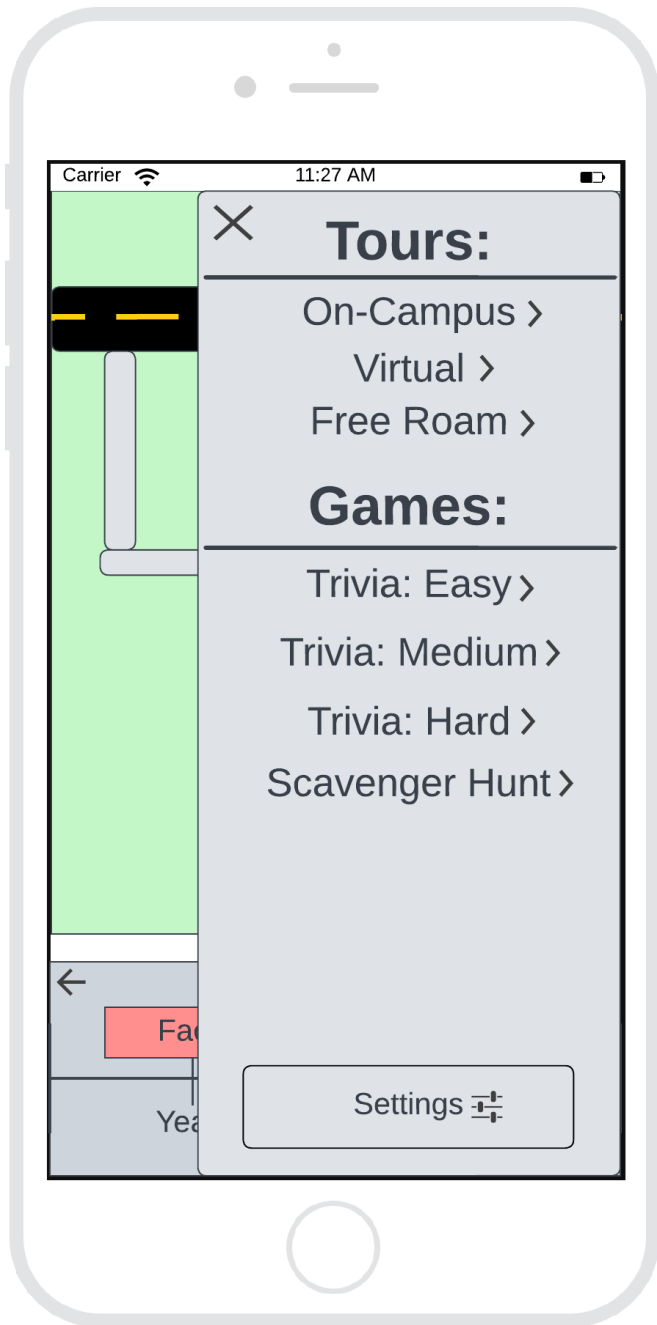 Carrier 11:27 AM
Tours:
On-Campus
Virtual
Free Roam
Games:
Trivia: Easy
Trivia: Medium
Trivia: Hard
Scavenger Hunt
Settings